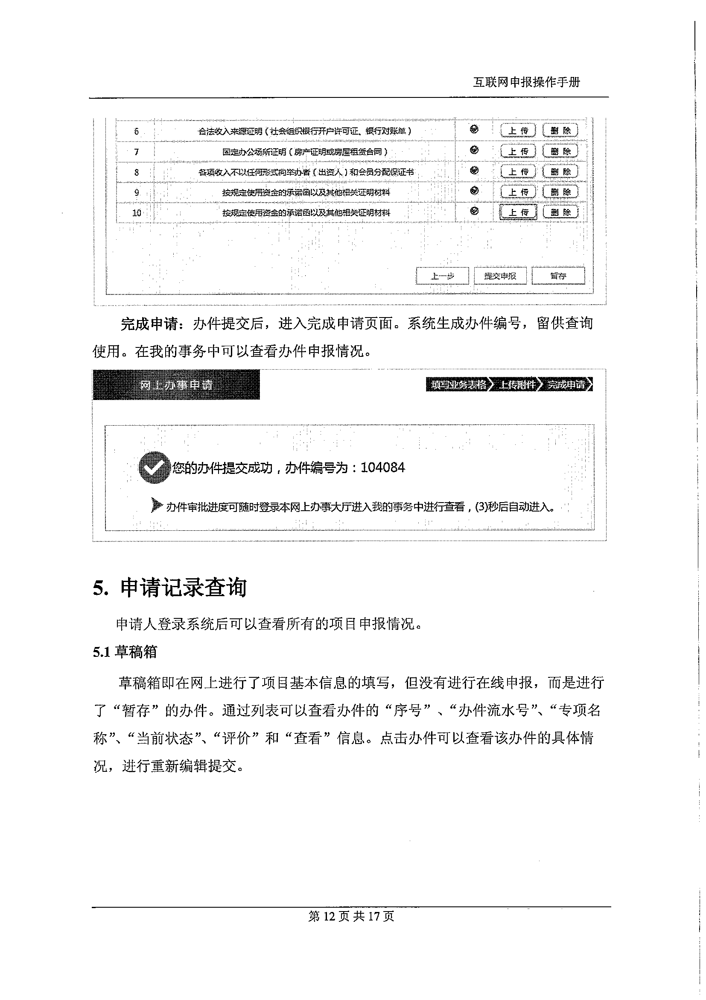 互联网申报操作手册
6 合法收入来源证明（社会组织银行开户许可证、银行对账单） 上 传 删 除
7 固定办公场所证明（房产证明或房屋租赁合同） 上 传 删 除
8 各项收入不以任何形式向举办者（出资人）和会员分配保证书 上 传 删 除
9 按规定使用资金的承诺函以及其他相关证明材料 上 传 删 除
10 按规定使用资金的承诺函以及其他相关证明材料 上 传 删 除
上一步 提交申报 暂存
完成申请：办件提交后，进入完成申请页面。系统生成办件编号，留供查询
使用。在我的事务中可以查看办件申报情况。
网上办事申请 填写业务表格 上传附件 完成申请
您的办件提交成功，办件编号为：104084
办件审批进度可随时登录本网上办事大厅进入我的事务中进行查看，(3)秒后自动进入。
5. 申请记录查询
申请人登录系统后可以查看所有的项目申报情况。
5.1 草稿箱
草稿箱即在网上进行了项目基本信息的填写，但没有进行在线申报，而是进行
了“暂存”的办件。通过列表可以查看办件的“序号”、“办件流水号”、“专项名
称”、“当前状态”、“评价”和“查看”信息。点击办件可以查看该办件的具体情
况，进行重新编辑提交。
第 12 页 共 17 页